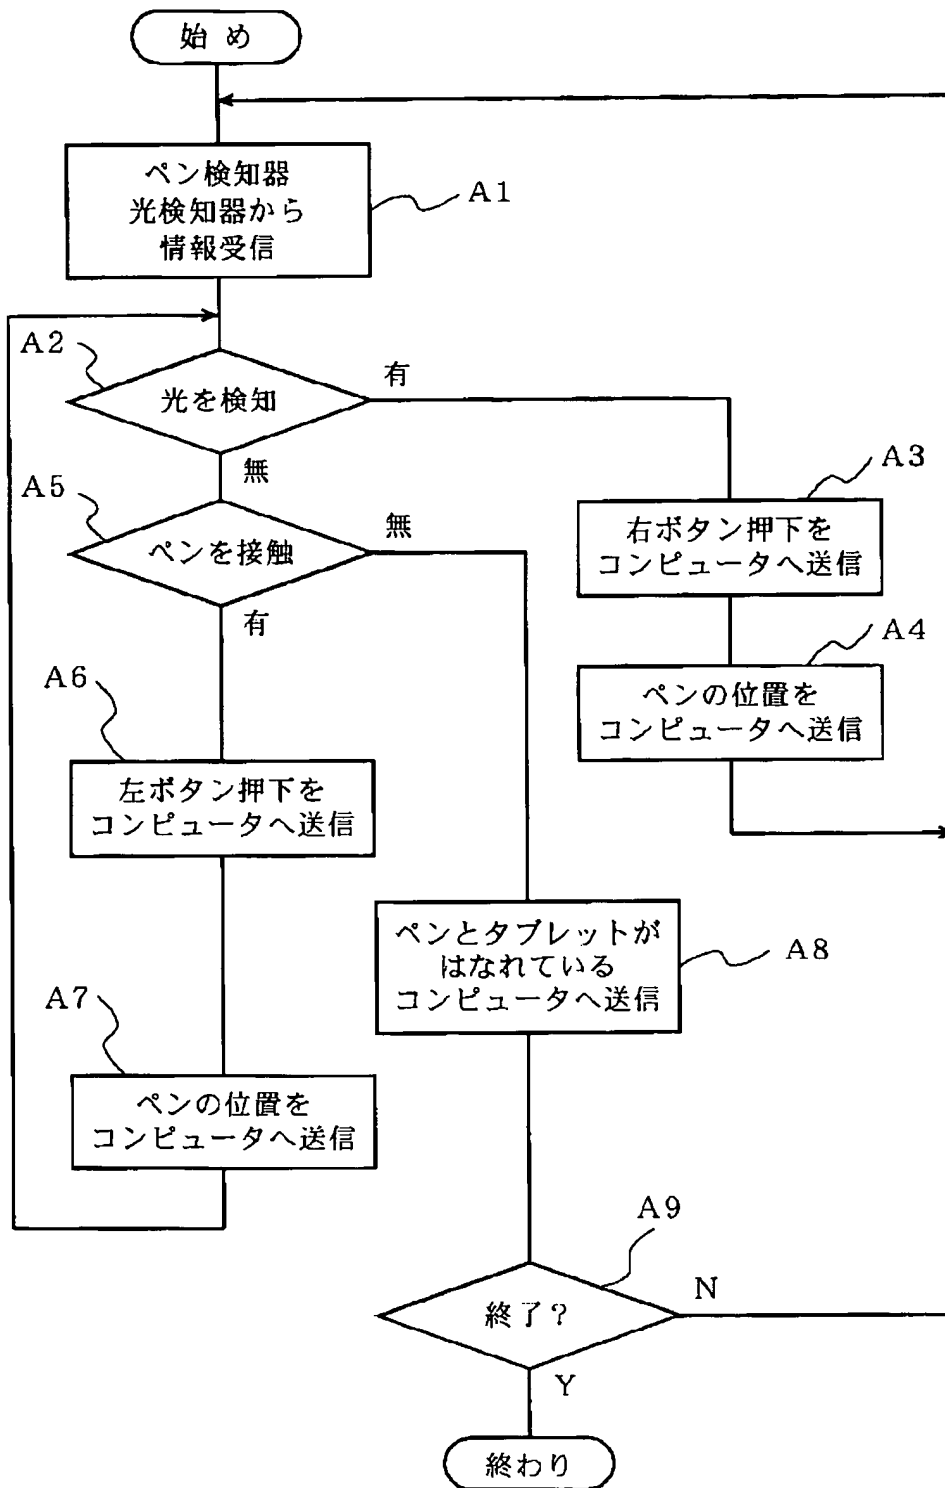 始め
ペン検知器
光検知器から
情報受信
A1
A2
光を検知
有
無
A3
右ボタン押下を
コンピュータへ送信
A4
ペンの位置を
コンピュータへ送信
A5
ペンを接触
無
有
A6
左ボタン押下を
コンピュータへ送信
A7
ペンの位置を
コンピュータへ送信
ペンとタブレットが
はなれている
コンピュータへ送信
A8
A9
終了?
N
Y
終わり